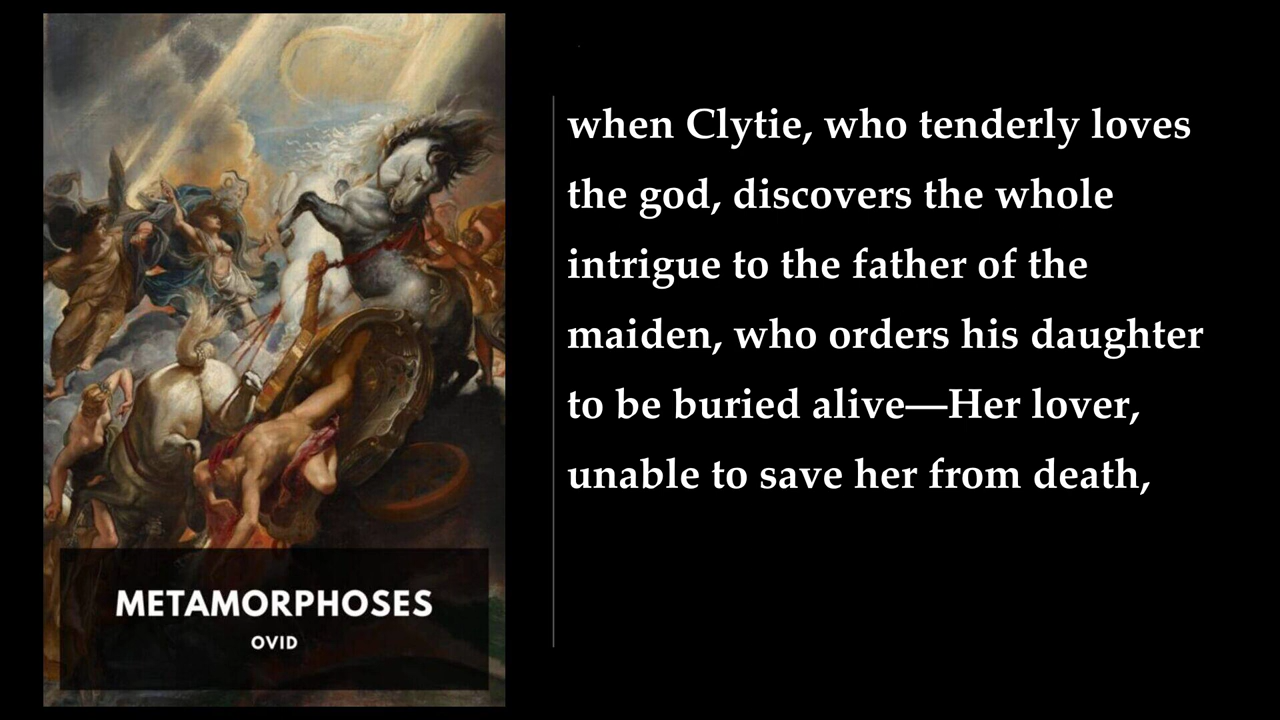 METAMORPHOSES
OVID
when Clytie, who tenderly loves
the god, discovers the whole
intrigue to the father of the
maiden, who orders his daughter
to be buried alive—Her lover,
unable to save her from death,